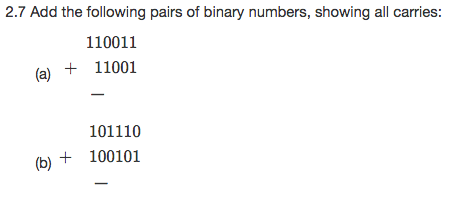 2.7 Add the following pairs of binary numbers, showing all carries:
110011
(a) + 11001
—
101110
(b) + 100101
—